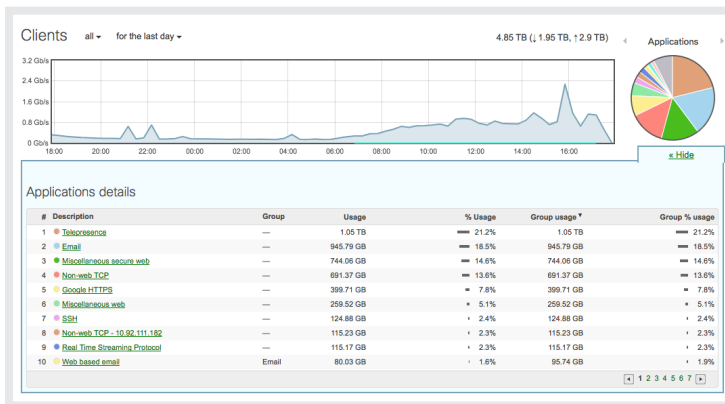 Clients all for the last day 4.85 TB (↓ 1.95 TB, ↑ 2.9 TB) Applications
3.2 Gb/s
2.4 Gb/s
1.6 Gb/s
0.8 Gb/s
0 Gb/s
18:00 20:00 22:00 00:00 02:00 04:00 06:00 08:00 10:00 12:00 14:00 16:00
« Hide
Applications details
# Description Group Usage % Usage Group usage ▼ Group % usage
1 Telepresence — 1.05 TB 21.2% 1.05 TB 21.2%
2 Email — 945.79 GB 18.5% 945.79 GB 18.5%
3 Miscellaneous secure web — 744.06 GB 14.6% 744.06 GB 14.6%
4 Non-web TCP — 691.37 GB 13.6% 691.37 GB 13.6%
5 Google HTTPS — 399.71 GB 7.8% 399.71 GB 7.8%
6 Miscellaneous web — 259.52 GB 5.1% 259.52 GB 5.1%
7 SSH — 124.88 GB 2.4% 124.88 GB 2.4%
8 Non-web TCP - 10.92.111.182 — 115.23 GB 2.3% 115.23 GB 2.3%
9 Real Time Streaming Protocol — 115.17 GB 2.3% 115.17 GB 2.3%
10 Web based email Email 80.03 GB 1.6% 95.74 GB 1.9%
1 2 3 4 5 6 7